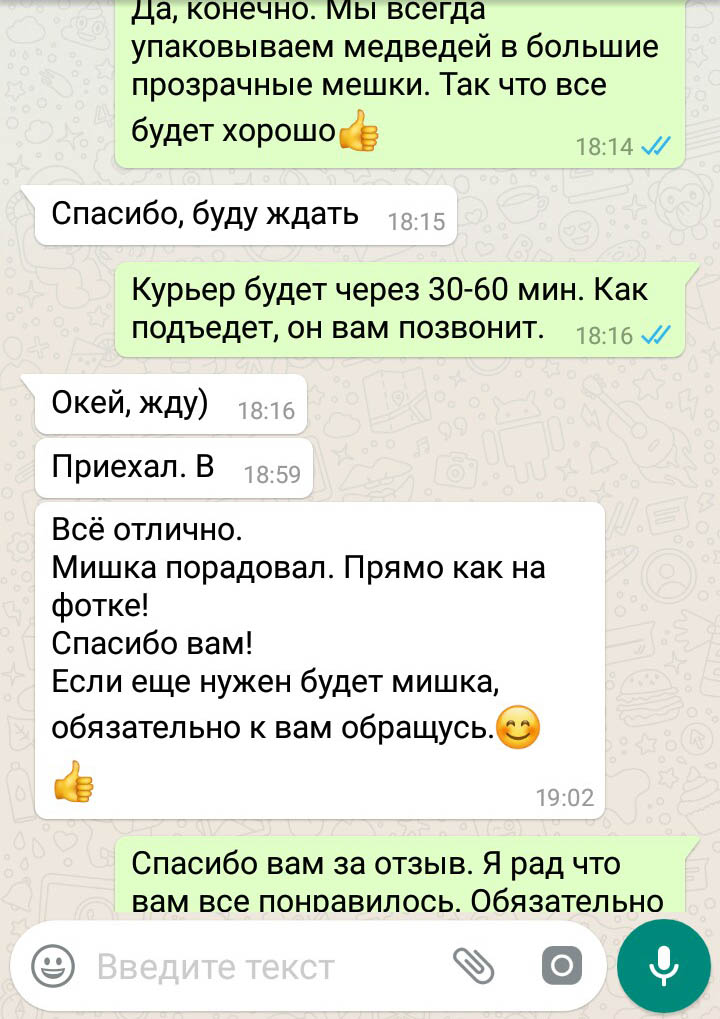 Да, конечно. Мы всегда
упаковываем медведей в большие
прозрачные мешки. Так что все
будет хорошо👍
18:14
Спасибо, буду ждать 18:15
Курьер будет через 30-60 мин. Как
подъедет, он вам позвонит. 18:16
Окей, жду) 18:16
Приехал. В 18:59
Всё отлично.
Мишка порадовал. Прямо как на
фотке!
Спасибо вам!
Если еще нужен будет мишка,
обязательно к вам обращусь.😊
👍
19:02
Спасибо вам за отзыв. Я рад что
вам все понравилось. Обязательно
Введите текст